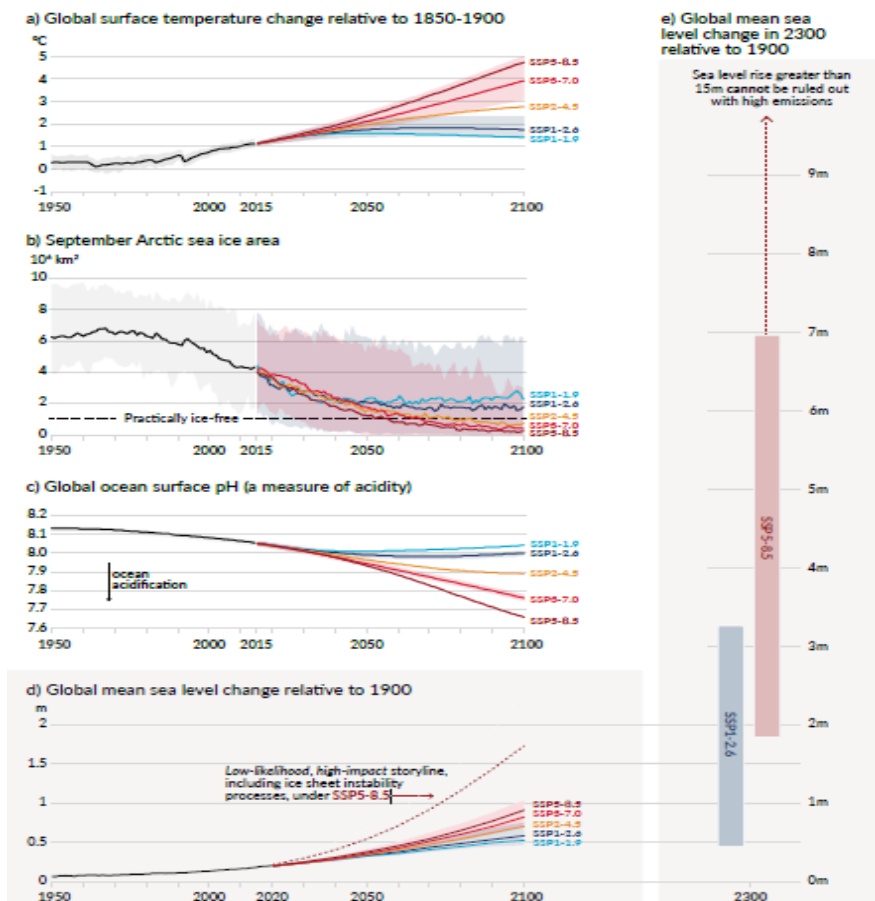 a) Global surface temperature change relative to 1850-1900
°C
5
4
3
2
1
0
-1
1950
2000
2015
2050
2100
SSP5-8.5
SSP3-7.0
SSP2-4.5
SSP1-2.6
SSP1-1.9
b) September Arctic sea ice area
10⁶ km²
10
8
6
4
2
0
Practically ice-free
1950
2000
2015
2050
2100
SSP1-1.9
SSP1-2.6
SSP2-4.5
SSP3-7.0
SSP5-8.5
c) Global ocean surface pH (a measure of acidity)
8.2
8.1
8.0
7.9
7.8
7.7
7.6
ocean
acidification
1950
2000
2015
2050
2100
SSP1-1.9
SSP1-2.6
SSP2-4.5
SSP3-7.0
SSP5-8.5
d) Global mean sea level change relative to 1900
m
2
1.5
1
0.5
0
Low-likelihood, high-impact storyline,
including ice sheet instability
processes, under SSP5-8.5
1950
2000
2020
2050
2100
SSP5-8.5
SSP3-7.0
SSP2-4.5
SSP1-2.6
SSP1-1.9
e) Global mean sea
level change in 2300
relative to 1900
Sea level rise greater than
15m cannot be ruled out
with high emissions
9m
8m
7m
6m
5m
4m
3m
2m
1m
0m
SSP5-8.5
SSP1-2.6
2300